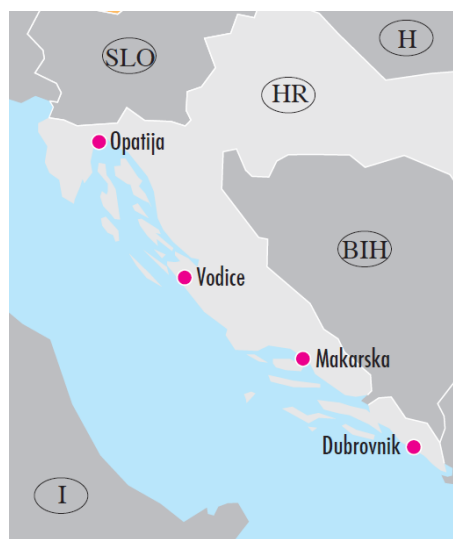 H
SLO
HR
Opatija
BIH
Vodice
Makarska
Dubrovnik
I